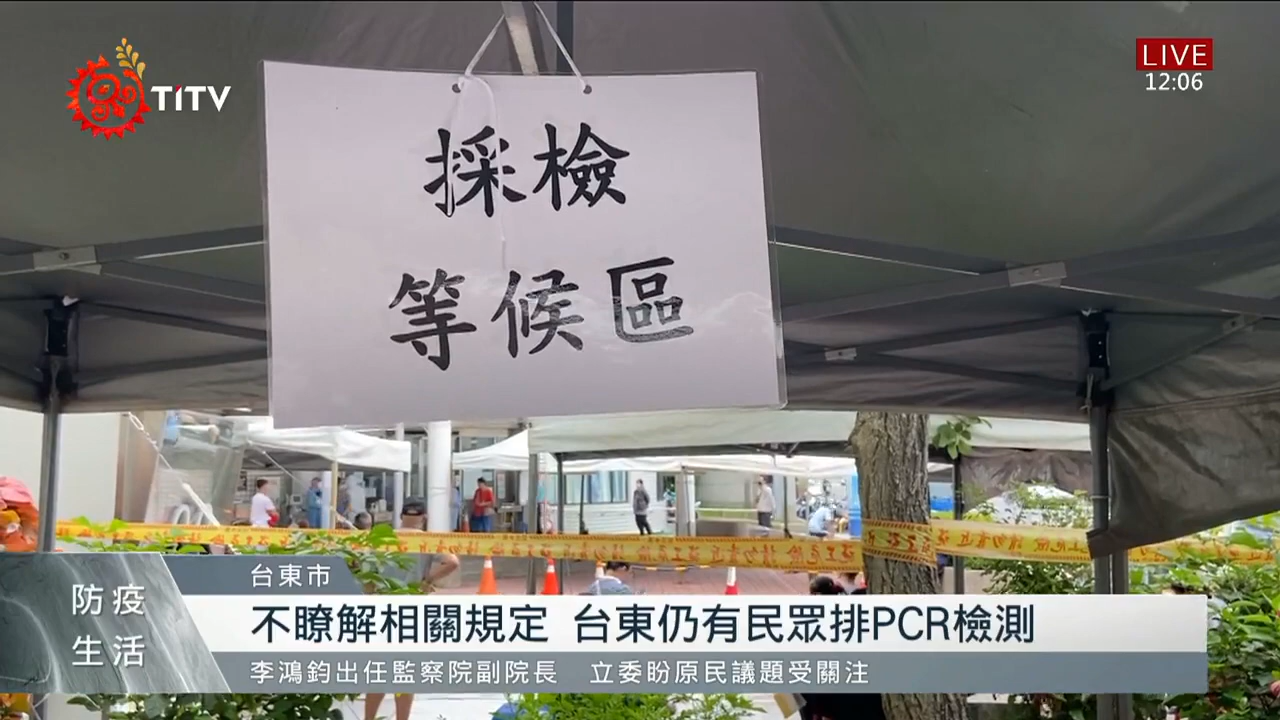 TiTV
LIVE
12:06
採檢
等候區
防疫
生活
台東市
不瞭解相關規定 台東仍有民眾排PCR檢測
李鴻鈞出任監察院副院長 立委盼原民議題受關注